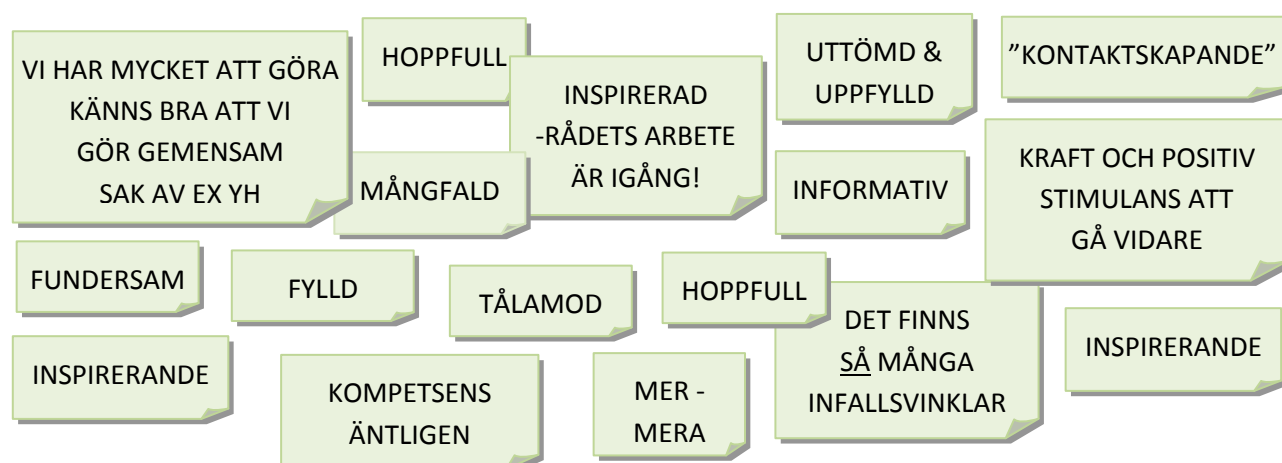 VI HAR MYCKET ATT GÖRA
KÄNNS BRA ATT VI
GÖR GEMENSAM
SAK AV EX YH
HOPPFULL
INSPIRERAD
-RÅDETS ARBETE
ÄR IGÅNG!
UTTÖMD &
UPPFYLLD
”KONTAKTSKAPANDE”
MÅNGFALD
INFORMATIV
KRAFT OCH POSITIV
STIMULANS ATT
GÅ VIDARE
FUNDERSAM
FYLLD
TÅLAMOD
HOPPFULL
DET FINNS
SÅ MÅNGA
INFALLSVINKLAR
INSPIRERANDE
INSPIRERANDE
KOMPETSENS
ÄNTLIGEN
MER -
MERA